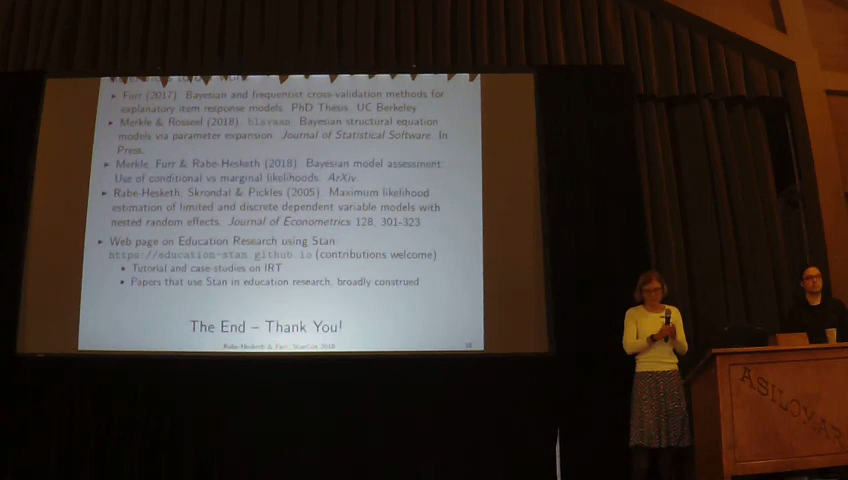 ▸ Furr (2017). Bayesian and frequentist cross-validation methods for
explanatory item response models. PhD Thesis. UC Berkeley
▸ Merkle & Rosseel (2018). blavaan: Bayesian structural equation
models via parameter expansion. Journal of Statistical Software. In
Press.
▸ Merkle, Furr & Rabe-Hesketh (2018). Bayesian model assessment:
Use of conditional vs marginal likelihoods. ArXiv.
▸ Rabe-Hesketh, Skrondal & Pickles (2005). Maximum likelihood
estimation of limited and discrete dependent variable models with
nested random effects. Journal of Econometrics 128, 301-323
▸ Web page on Education Research using Stan:
https://education-stan.github.io (contributions welcome)
• Tutorial and case-studies on IRT
• Papers that use Stan in education research, broadly construed
The End – Thank You!
Rabe-Hesketh & Furr, StanCon 2018
ASILOMAR